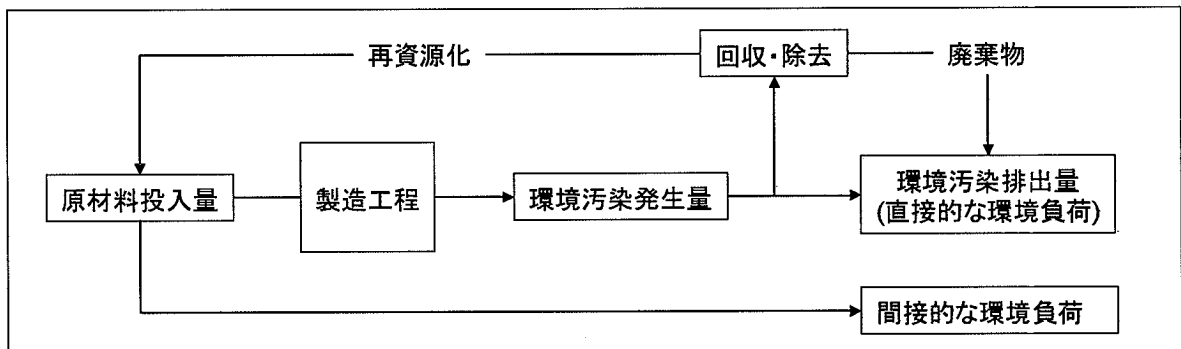 再資源化
回収・除去
廃棄物
原材料投入量
製造工程
環境汚染発生量
環境汚染排出量
(直接的な環境負荷)
間接的な環境負荷